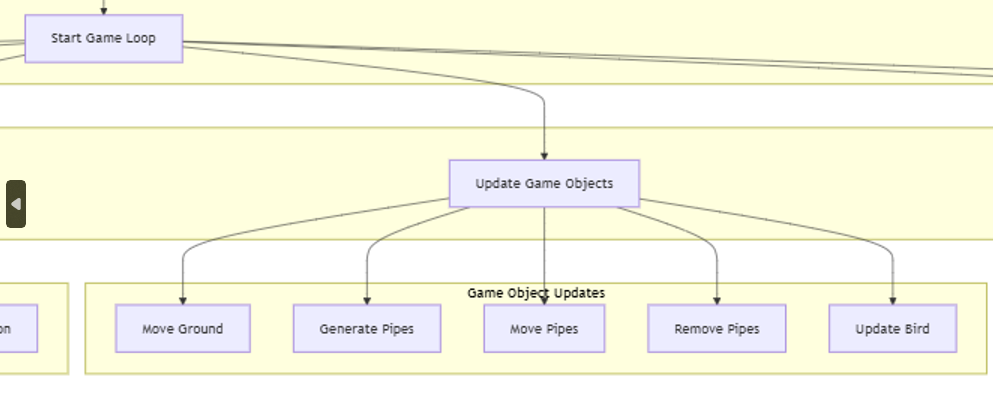 Start Game Loop
Update Game Objects
Game Object Updates
on
Move Ground
Generate Pipes
Move Pipes
Remove Pipes
Update Bird